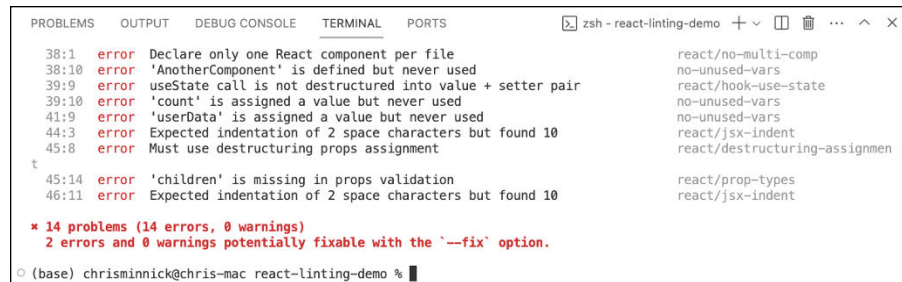 PROBLEMS OUTPUT DEBUG CONSOLE TERMINAL PORTS zsh - react-linting-demo
38:1 error Declare only one React component per file react/no-multi-comp
38:10 error 'AnotherComponent' is defined but never used no-unused-vars
39:9 error useState call is not destructured into value + setter pair react/hook-use-state
39:10 error 'count' is assigned a value but never used no-unused-vars
41:9 error 'userData' is assigned a value but never used no-unused-vars
44:3 error Expected indentation of 2 space characters but found 10 react/jsx-indent
45:8 error Must use destructuring props assignment react/destructuring-assignmen
t
45:14 error 'children' is missing in props validation react/prop-types
46:11 error Expected indentation of 2 space characters but found 10 react/jsx-indent
✖ 14 problems (14 errors, 0 warnings)
2 errors and 0 warnings potentially fixable with the `--fix` option.
(base) chrisminnick@chris-mac react-linting-demo %